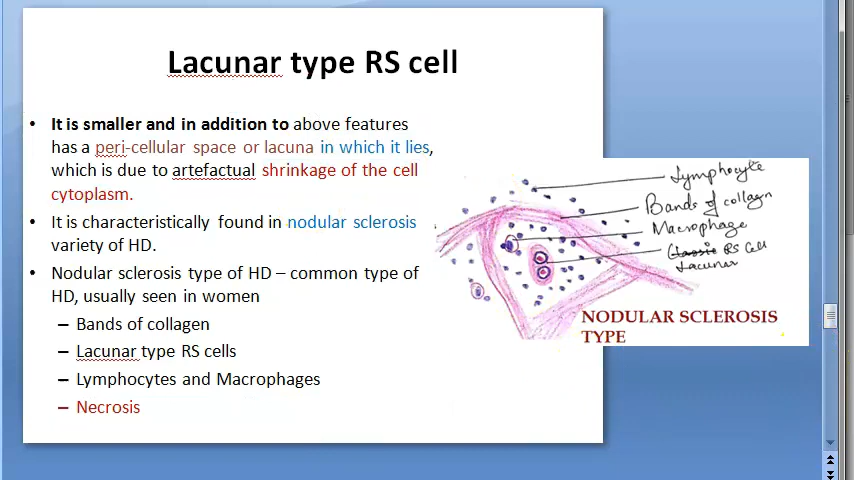 Lacunar type RS cell
• It is smaller and in addition to above features
has a peri-cellular space or lacuna in which it lies,
which is due to artefactual shrinkage of the cell
cytoplasm.
• It is characteristically found in nodular sclerosis
variety of HD.
• Nodular sclerosis type of HD – common type of
HD, usually seen in women
– Bands of collagen
– Lacunar type RS cells
– Lymphocytes and Macrophages
– Necrosis
Lymphocyte
Bands of collagen
Macrophage
Classic RS Cell
Lacunar
NODULAR SCLEROSIS
TYPE